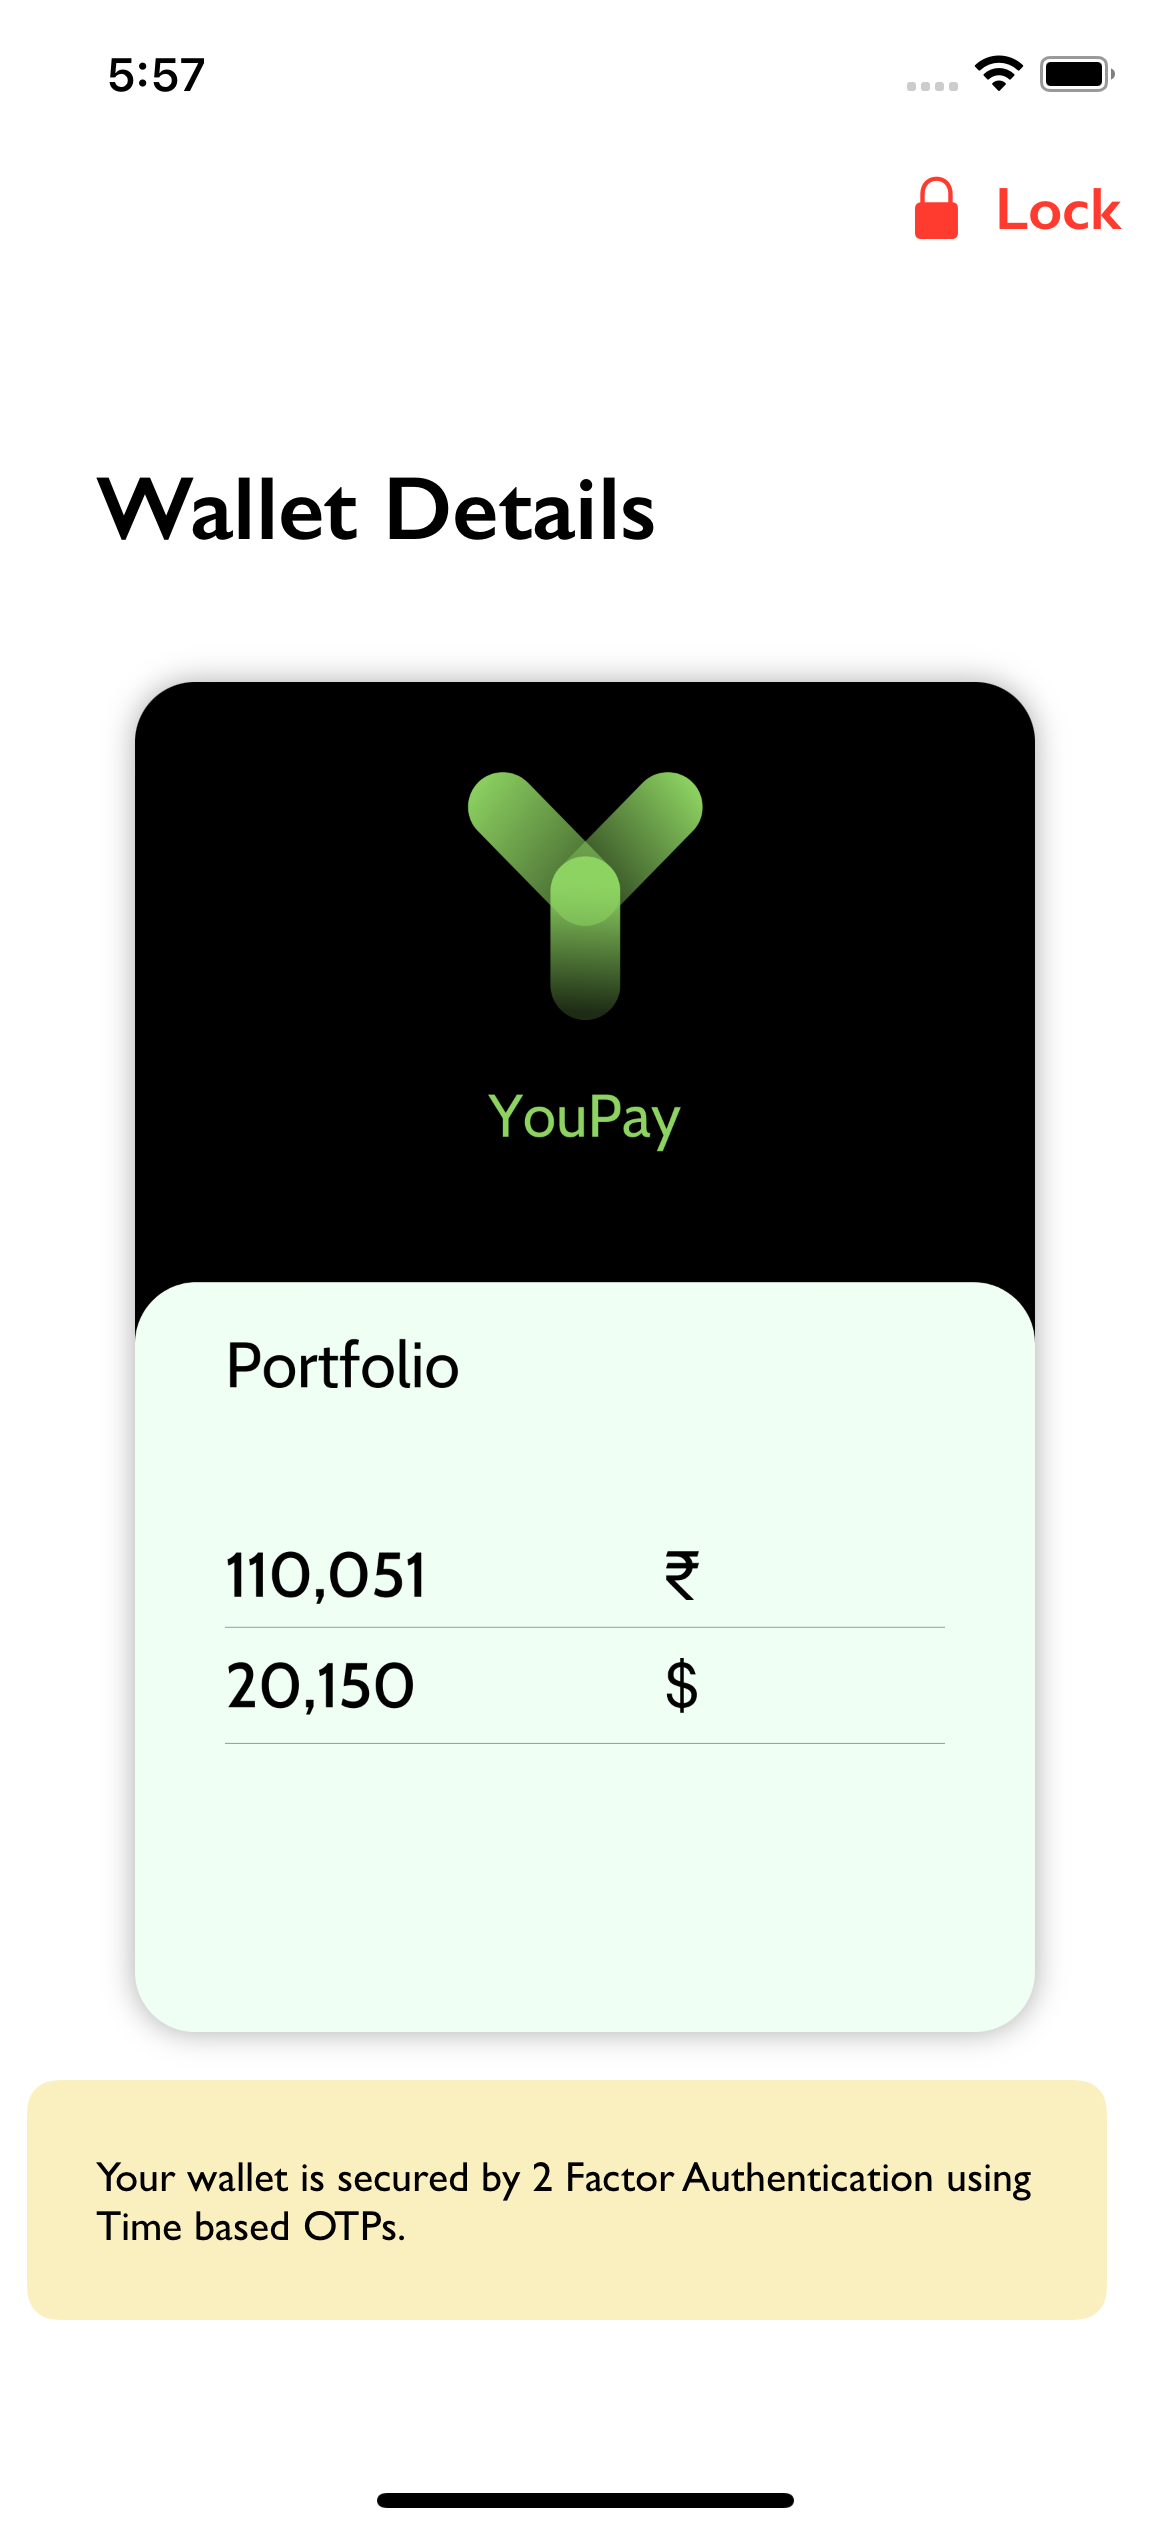 5:57
Lock
Wallet Details
YouPay
Portfolio
110,051 ₹
20,150 $
Your wallet is secured by 2 Factor Authentication using
Time based OTPs.